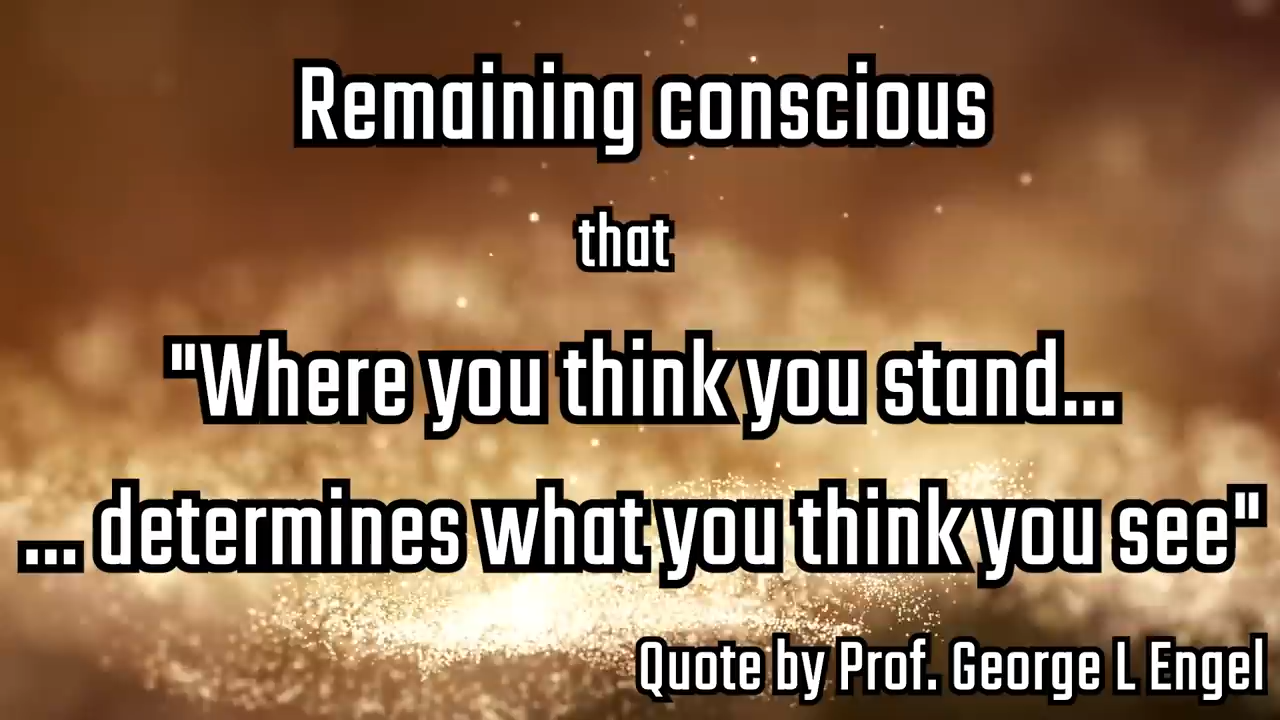 Remaining conscious
that
"Where you think you stand...
... determines what you think you see"
Quote by Prof. George L Engel